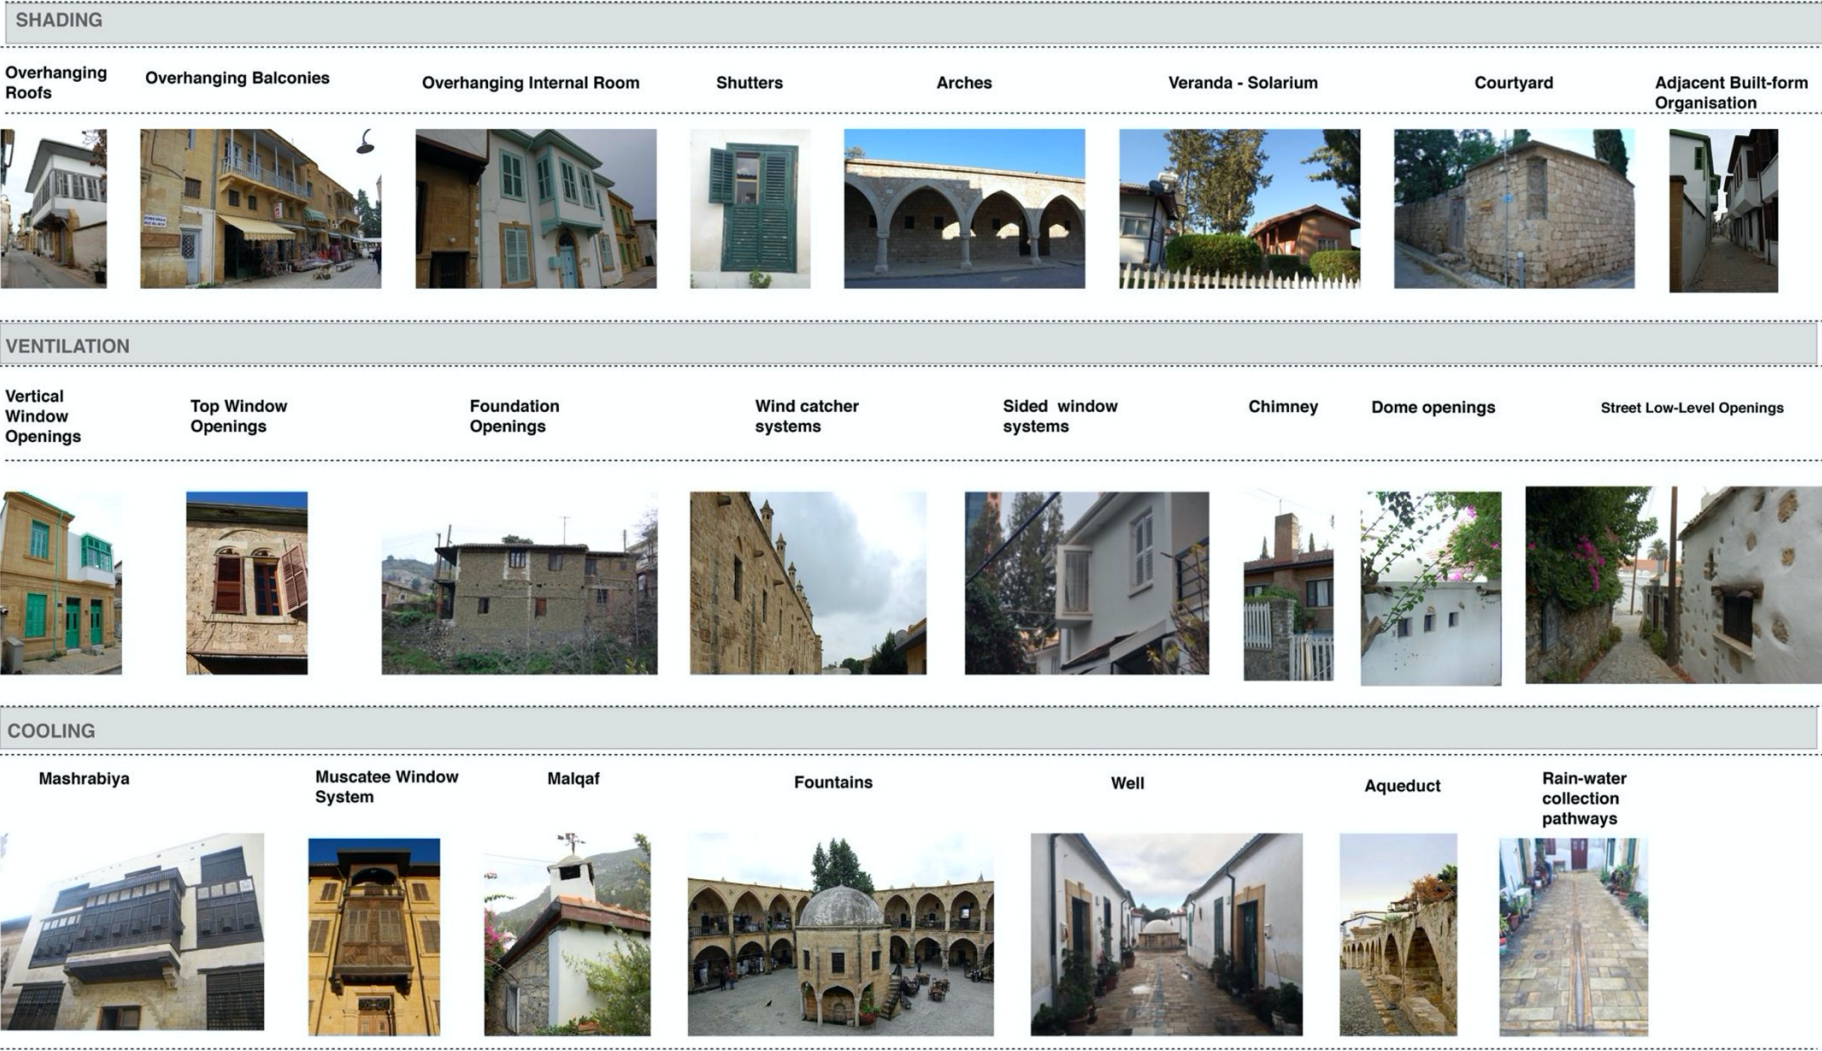 SHADING
Overhanging
Roofs
Overhanging Balconies
Overhanging Internal Room
Shutters
Arches
Veranda - Solarium
Courtyard
Adjacent Built-form
Organisation
VENTILATION
Vertical
Window
Openings
Top Window
Openings
Foundation
Openings
Wind catcher
systems
Sided window
systems
Chimney
Dome openings
Street Low-Level Openings
COOLING
Mashrabiya
Muscatee Window
System
Malqaf
Fountains
Well
Aqueduct
Rain-water
collection
pathways